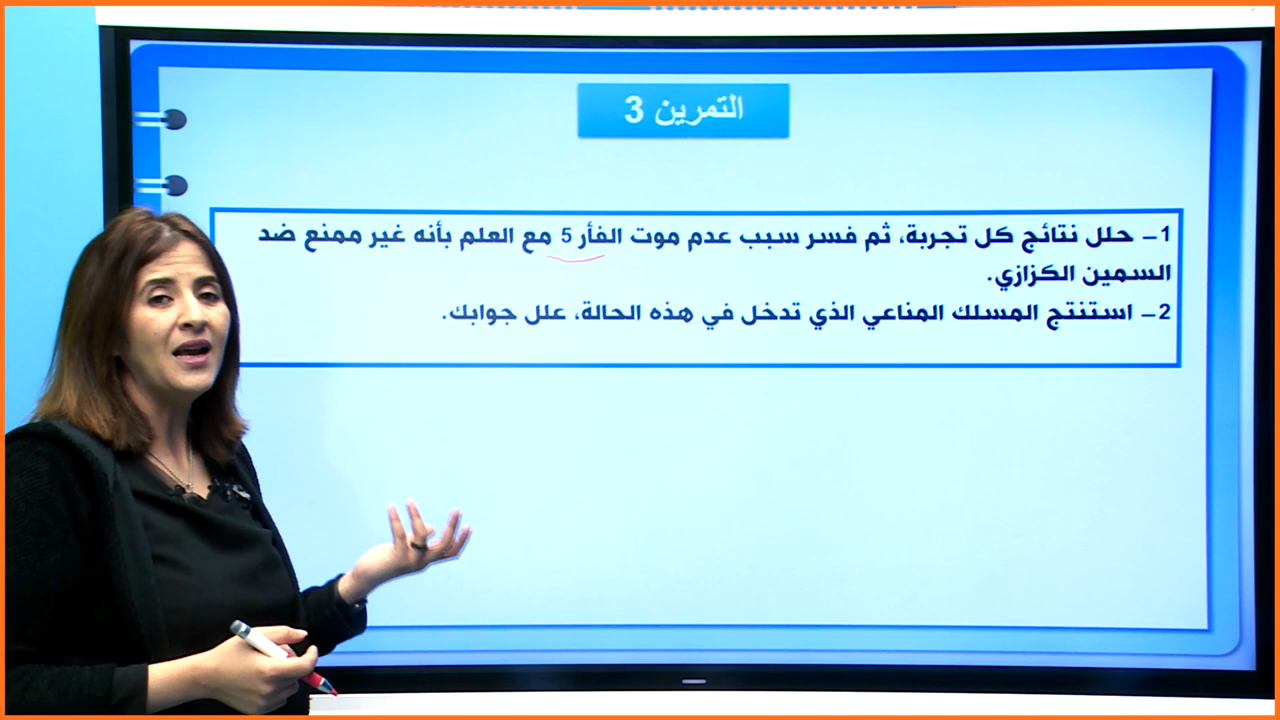 التمرين 3
1– حلل نتائج كل تجربة، ثم فسر سبب عدم موت الفأر 5 مع العلم بأنه غير ممنع ضد
السمين الكزازي.
2– استنتج المسلك المناعي الذي تدخل في هذه الحالة، علل جوابك.